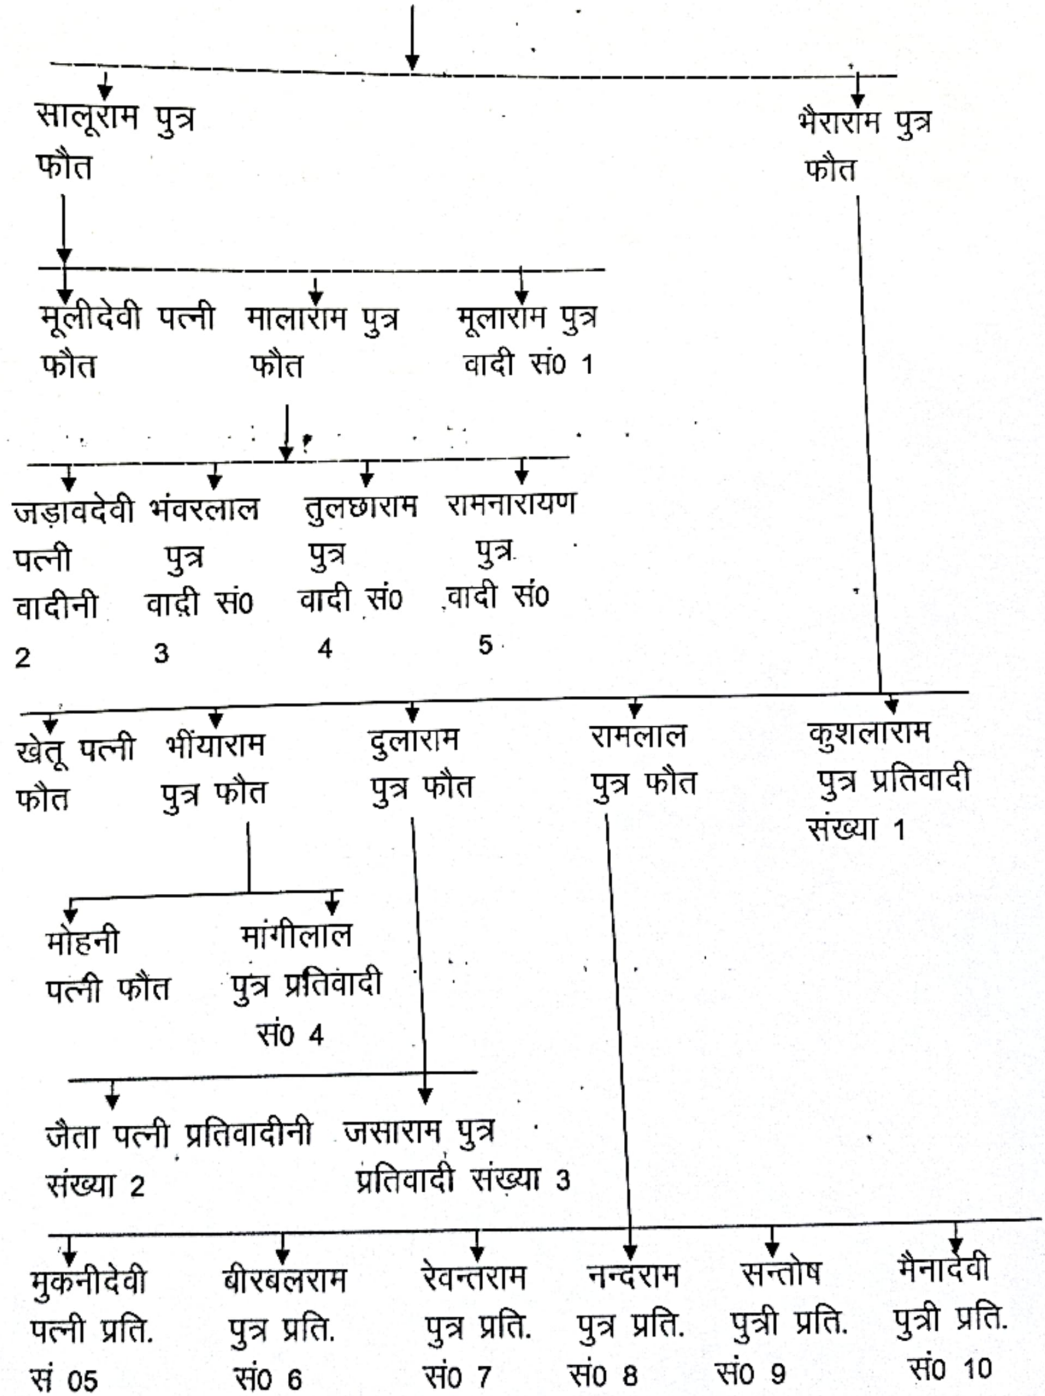 सालूराम पुत्र भैराराम पुत्र
फौत फौत
मूलीदेवी पत्नी मालाराम पुत्र मूलाराम पुत्र
फौत फौत वादी सं0 1
जड़ावदेवी भंवरलाल तुलछाराम रामनारायण
पत्नी पुत्र पुत्र पुत्र
वादीनी वादी सं0 वादी सं0 वादी सं0
2 3 4 5
खेतू पत्नी भींयाराम दुलाराम रामलाल कुशलाराम
फौत पुत्र फौत पुत्र फौत पुत्र फौत पुत्र प्रतिवादी
संख्या 1
मोहनी मांगीलाल
पत्नी फौत पुत्र प्रतिवादी
सं0 4
जैता पत्नी प्रतिवादीनी जसाराम पुत्र
संख्या 2 प्रतिवादी संख्या 3
मुकनीदेवी बीरबलराम रेवन्तराम नन्दराम सन्तोष मैनादेवी
पत्नी प्रति. पुत्र प्रति. पुत्र प्रति. पुत्र प्रति. पुत्री प्रति. पुत्री प्रति.
सं 05 सं0 6 सं0 7 सं0 8 सं0 9 सं0 10